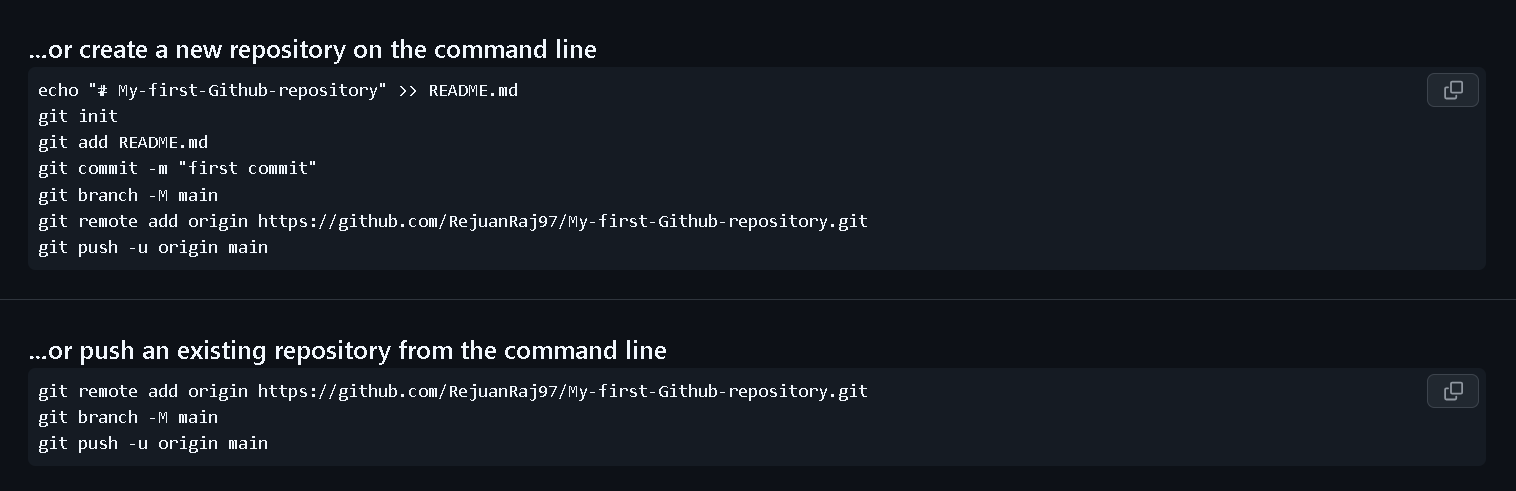 ...or create a new repository on the command line
echo "# My-first-Github-repository" >> README.md
git init
git add README.md
git commit -m "first commit"
git branch -M main
git remote add origin https://github.com/RejuanRaj97/My-first-Github-repository.git
git push -u origin main
...or push an existing repository from the command line
git remote add origin https://github.com/RejuanRaj97/My-first-Github-repository.git
git branch -M main
git push -u origin main